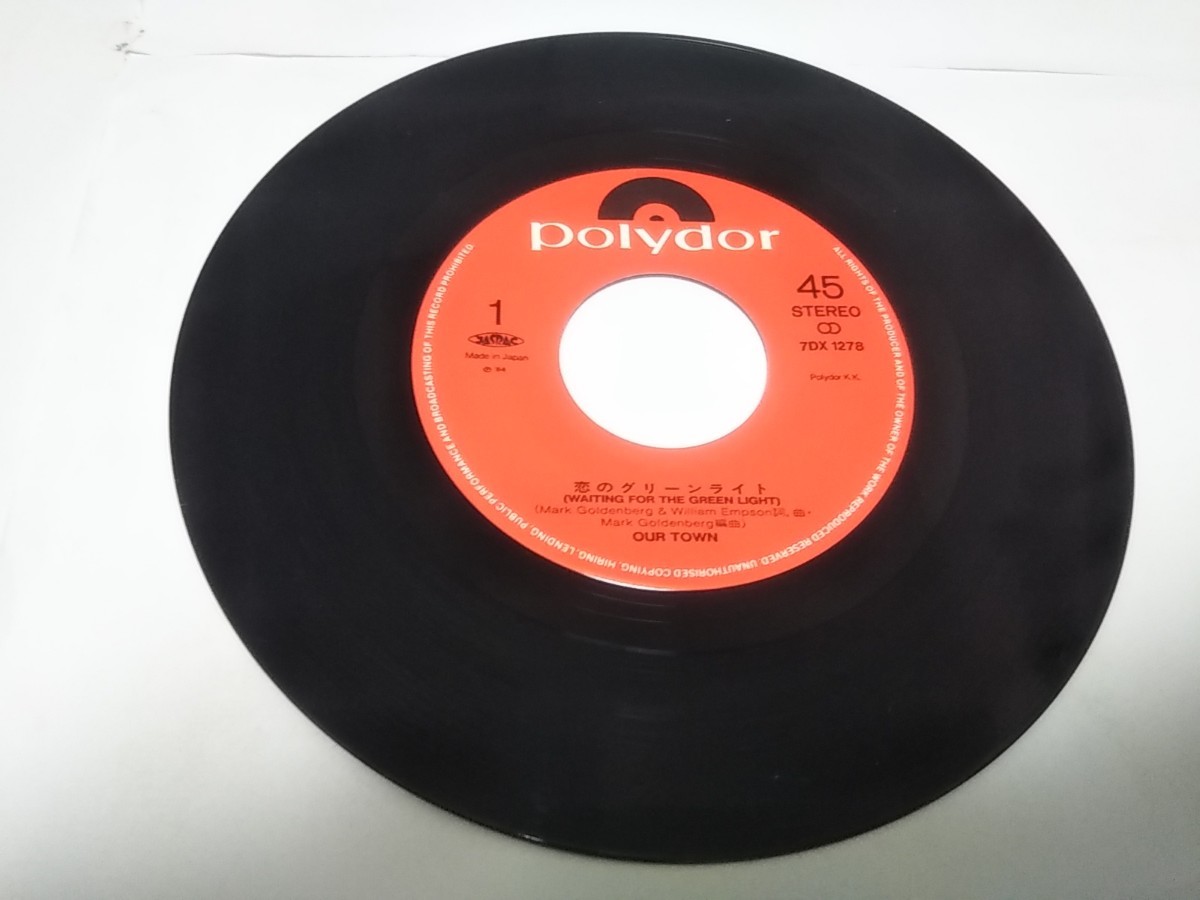 polydor
1
JASRAC
Made in Japan
℗ '84
45
STEREO
7DX 1278
Polydor K.K.
恋のグリーンライト
(WAITING FOR THE GREEN LIGHT)
(Mark Goldenberg & William Empson詞, 曲・
Mark Goldenberg編曲)
OUR TOWN
ALL RIGHTS OF THE PRODUCER AND OF THE OWNER OF THE WORK REPRODUCED RESERVED. UNAUTHORISED COPYING, HIRING, LENDING, PUBLIC PERFORMANCE AND BROADCASTING OF THIS RECORD PROHIBITED.